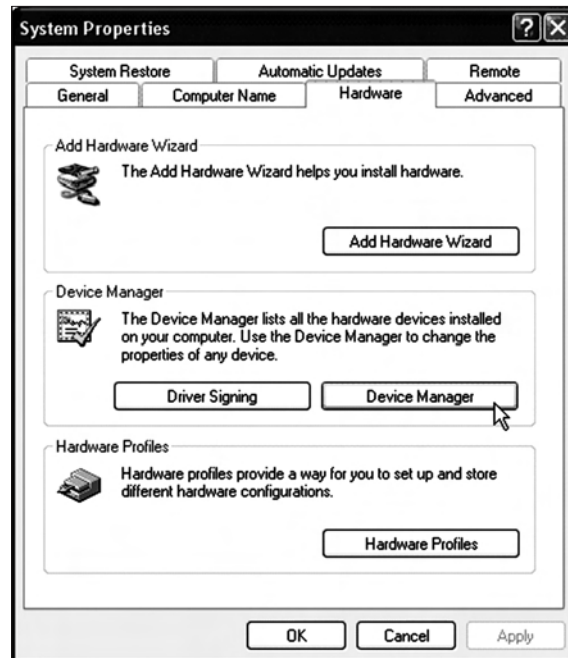 System Properties
System Restore Automatic Updates Remote
General Computer Name Hardware Advanced
Add Hardware Wizard
The Add Hardware Wizard helps you install hardware.
Add Hardware Wizard
Device Manager
The Device Manager lists all the hardware devices installed
on your computer. Use the Device Manager to change the
properties of any device.
Driver Signing Device Manager
Hardware Profiles
Hardware profiles provide a way for you to set up and store
different hardware configurations.
Hardware Profiles
OK Cancel Apply